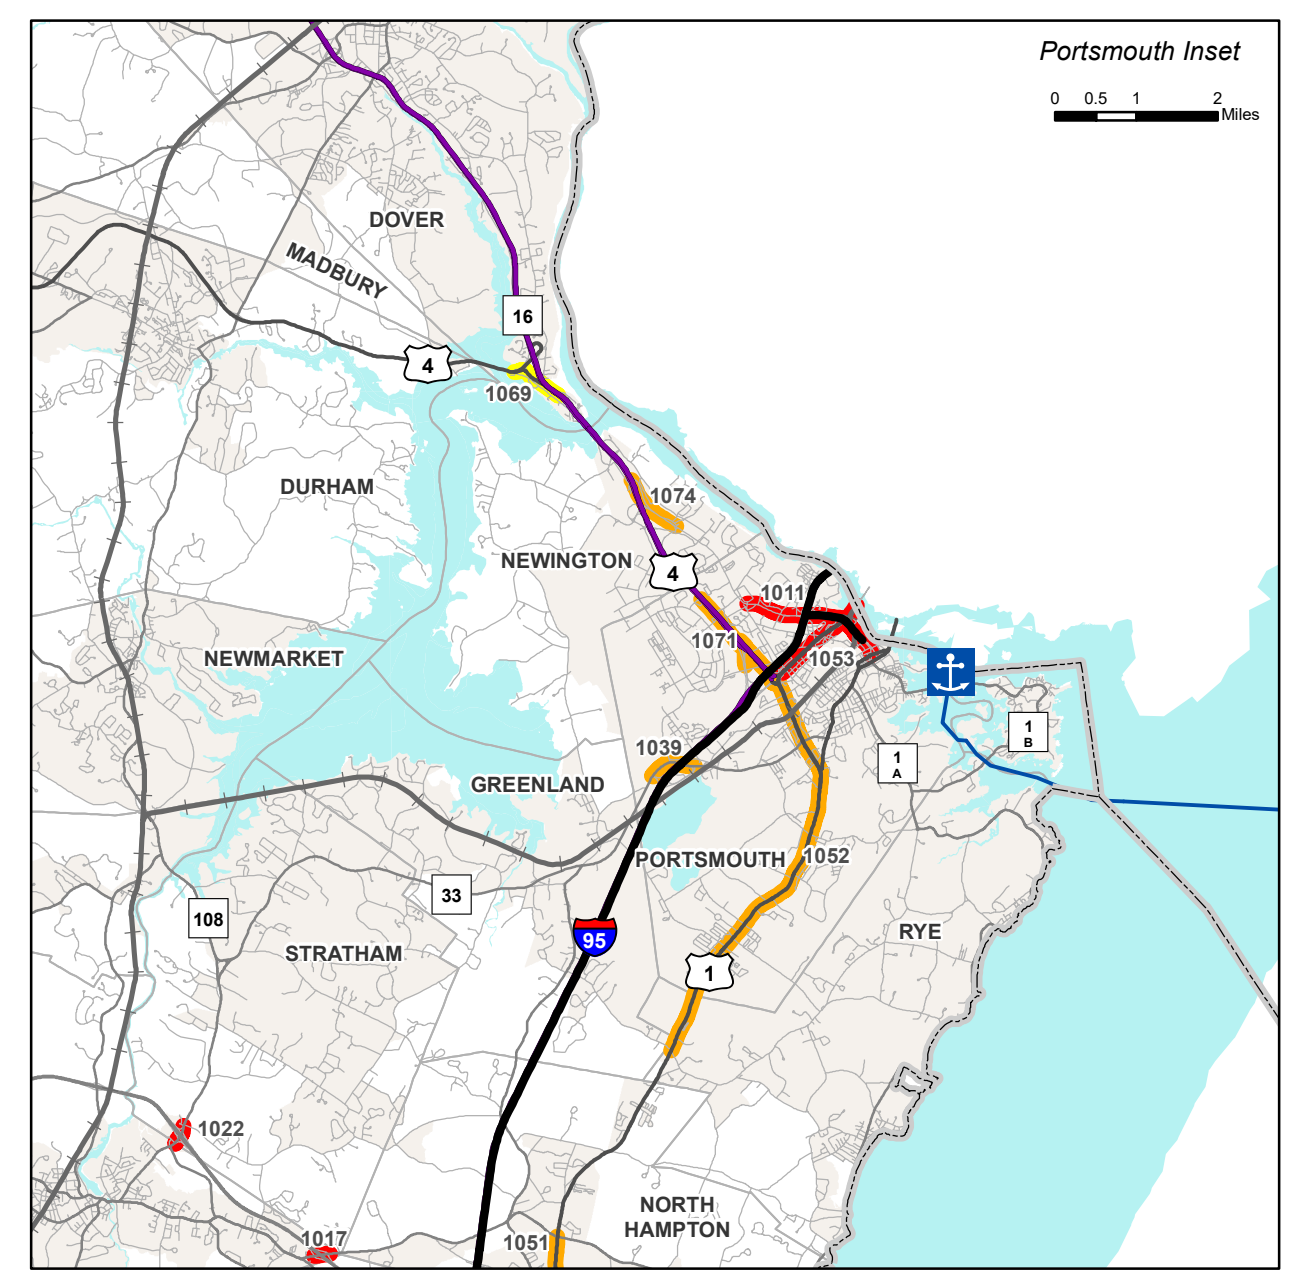 Portsmouth Inset
0 0.5 1 2
Miles
DOVER
MADBURY
16
4
1069
DURHAM
1074
NEWINGTON
4
1011
1071
1053
NEWMARKET
1
B
1039
1
A
GREENLAND
PORTSMOUTH
1052
33
108
RYE
95
STRATHAM
1
1022
NORTH
HAMPTON
1017
1051